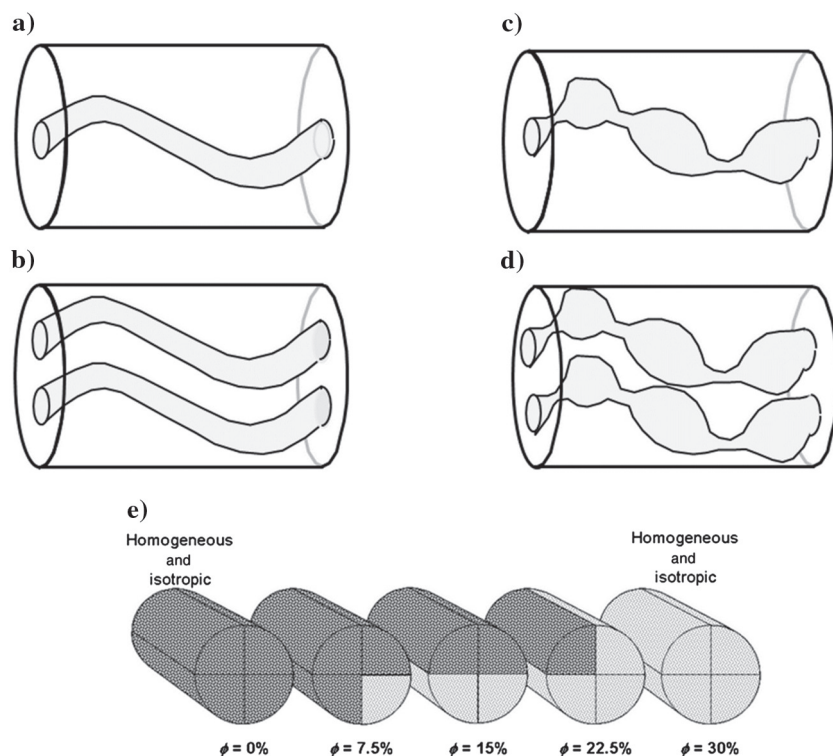 a)
c)
b)
d)
e)
Homogeneous
and
isotropic
Homogeneous
and
isotropic
ϕ = 0%
ϕ = 7.5%
ϕ = 15%
ϕ = 22.5%
ϕ = 30%